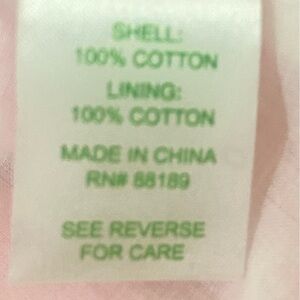 SHELL:
100% COTTON
LINING:
100% COTTON
MADE IN CHINA
RN# 88189
SEE REVERSE
FOR CARE